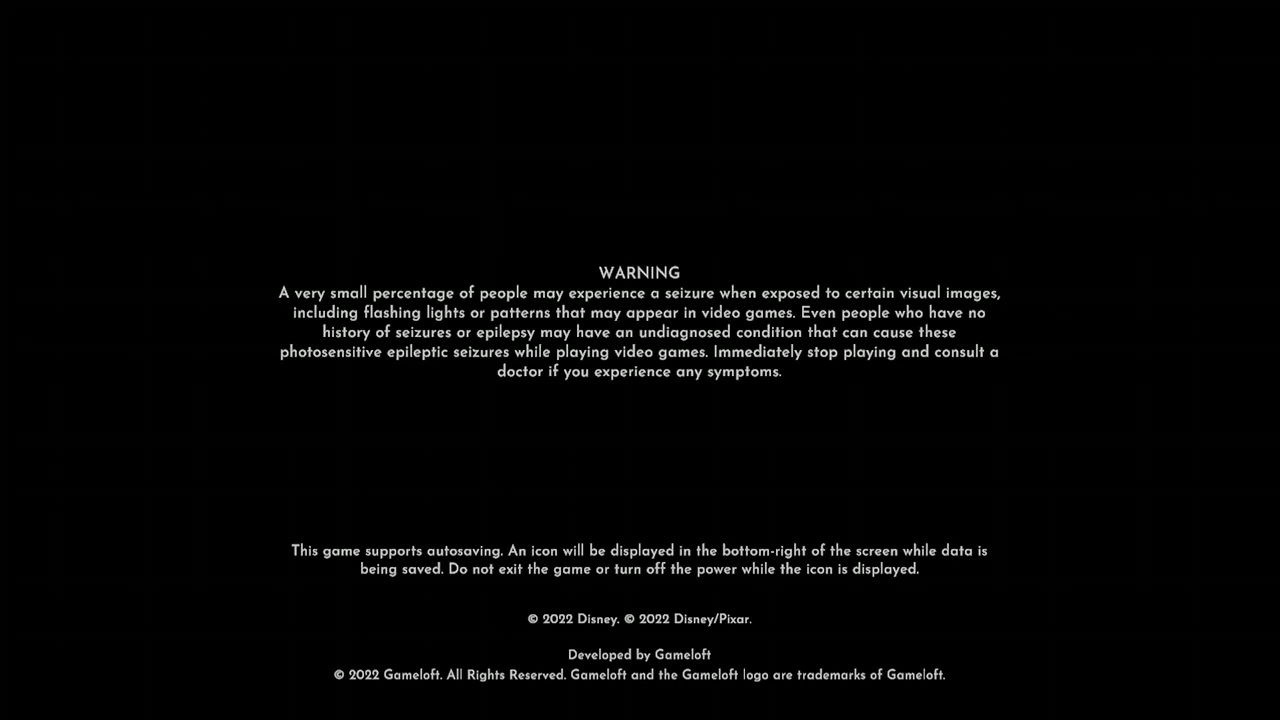 WARNING
A very small percentage of people may experience a seizure when exposed to certain visual images,
including flashing lights or patterns that may appear in video games. Even people who have no
history of seizures or epilepsy may have an undiagnosed condition that can cause these
photosensitive epileptic seizures while playing video games. Immediately stop playing and consult a
doctor if you experience any symptoms.
This game supports autosaving. An icon will be displayed in the bottom-right of the screen while data is
being saved. Do not exit the game or turn off the power while the icon is displayed.
© 2022 Disney. © 2022 Disney/Pixar.
Developed by Gameloft
© 2022 Gameloft. All Rights Reserved. Gameloft and the Gameloft logo are trademarks of Gameloft.